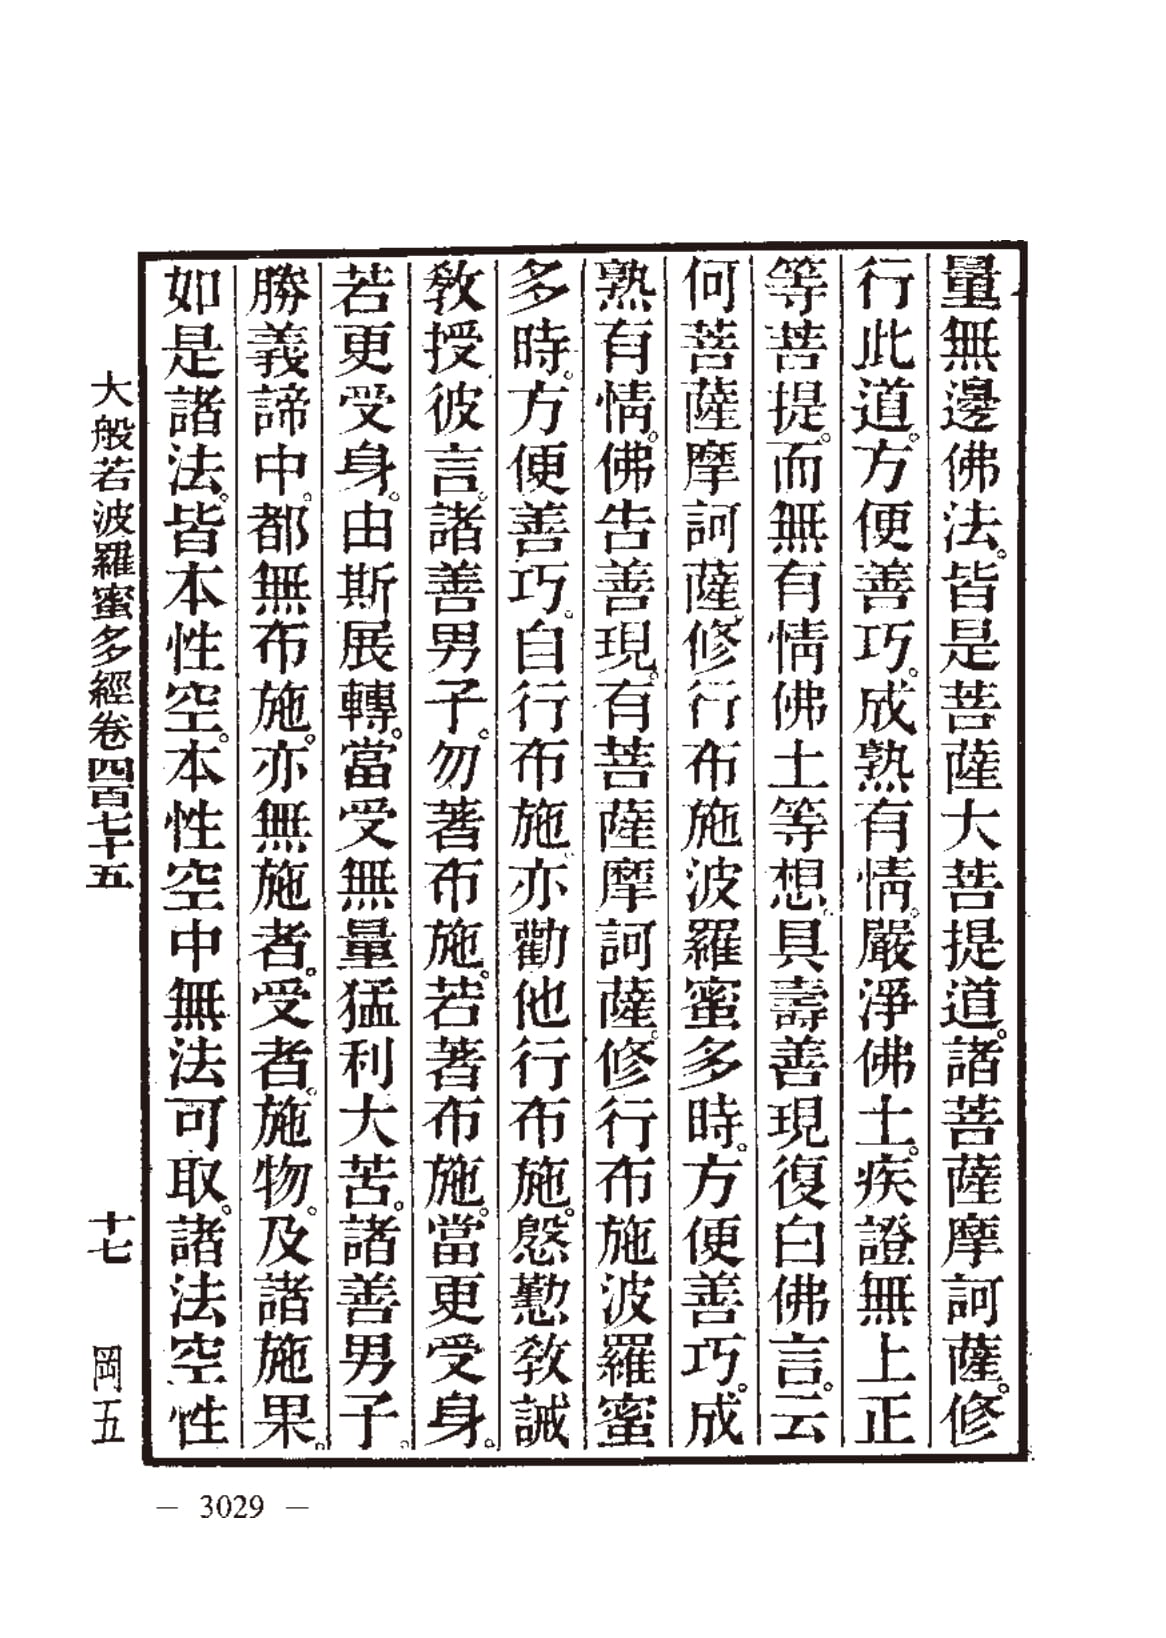 量無邊佛法。皆是菩薩大菩提道。諸菩薩摩訶薩。修
行此道。方便善巧。成熟有情。嚴淨佛土。疾證無上正
等菩提。而無有情佛土等想。具壽善現復白佛言。云
何菩薩摩訶薩。修行布施波羅蜜多時。方便善巧。成
熟有情。佛告善現。有菩薩摩訶薩。修行布施波羅蜜
多時。方便善巧。自行布施。亦勸他行布施。慇懃教誡
教授彼言。諸善男子。勿著布施。若著布施。當更受身。
若更受身。由斯展轉。當受無量猛利大苦。諸善男子。
勝義諦中。都無布施。亦無施者。受者。施物。及諸施果。
如是諸法。皆本性空。本性空中無法可取。諸法空性
大般若波羅蜜多經卷四百七十五 十七 岡五
— 3029 —